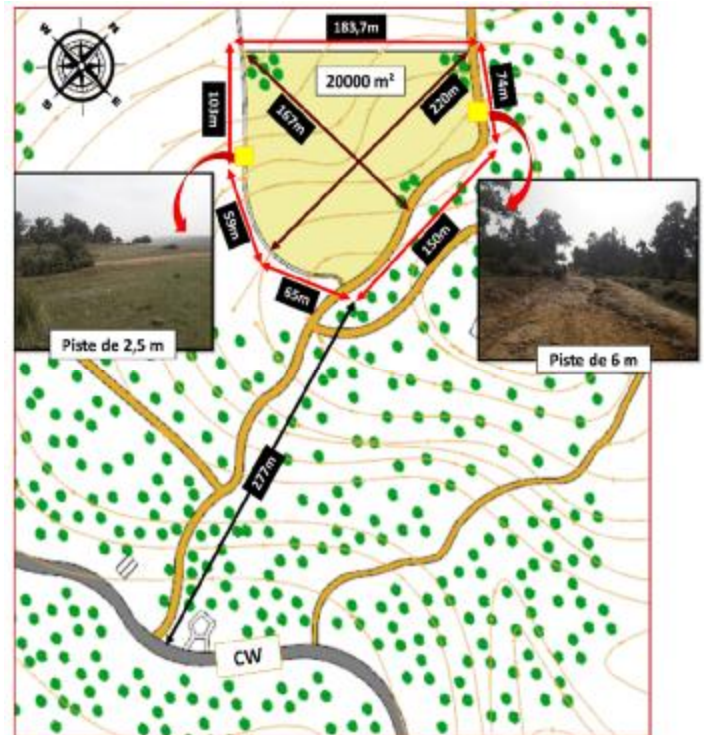 183,7m
20000 m²
103m
74m
167m
220m
59m
150m
65m
Piste de 2,5 m
Piste de 6 m
277m
CW